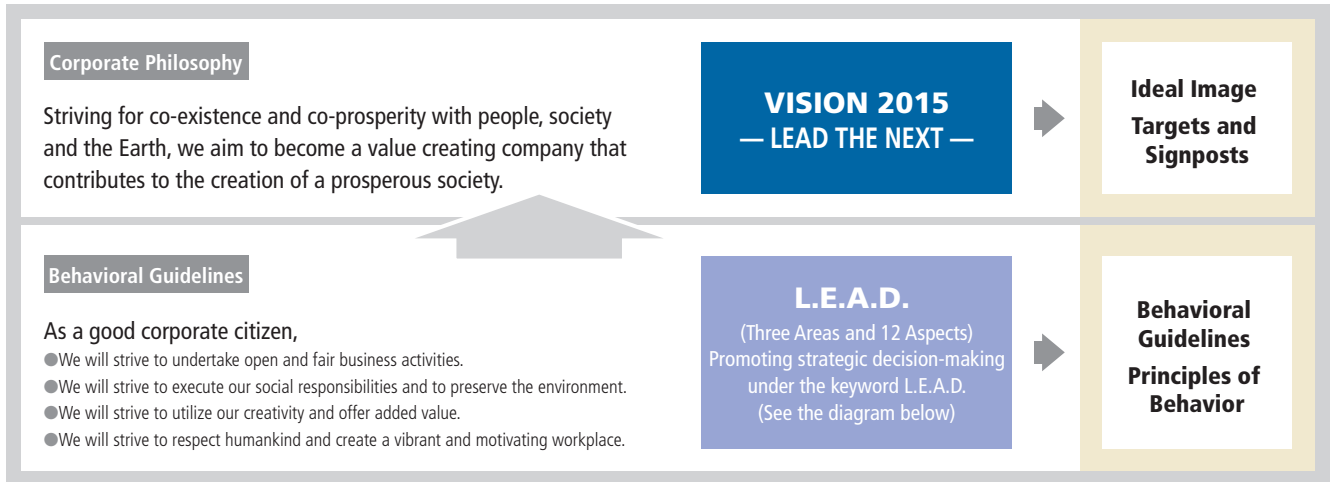 Corporate Philosophy
Striving for co-existence and co-prosperity with people, society
and the Earth, we aim to become a value creating company that
contributes to the creation of a prosperous society.
VISION 2015
— LEAD THE NEXT —
Ideal Image
Targets and
Signposts
Behavioral Guidelines
As a good corporate citizen,
●We will strive to undertake open and fair business activities.
●We will strive to execute our social responsibilities and to preserve the environment.
●We will strive to utilize our creativity and offer added value.
●We will strive to respect humankind and create a vibrant and motivating workplace.
L.E.A.D.
(Three Areas and 12 Aspects)
Promoting strategic decision-making
under the keyword L.E.A.D.
(See the diagram below)
Behavioral
Guidelines
Principles of
Behavior